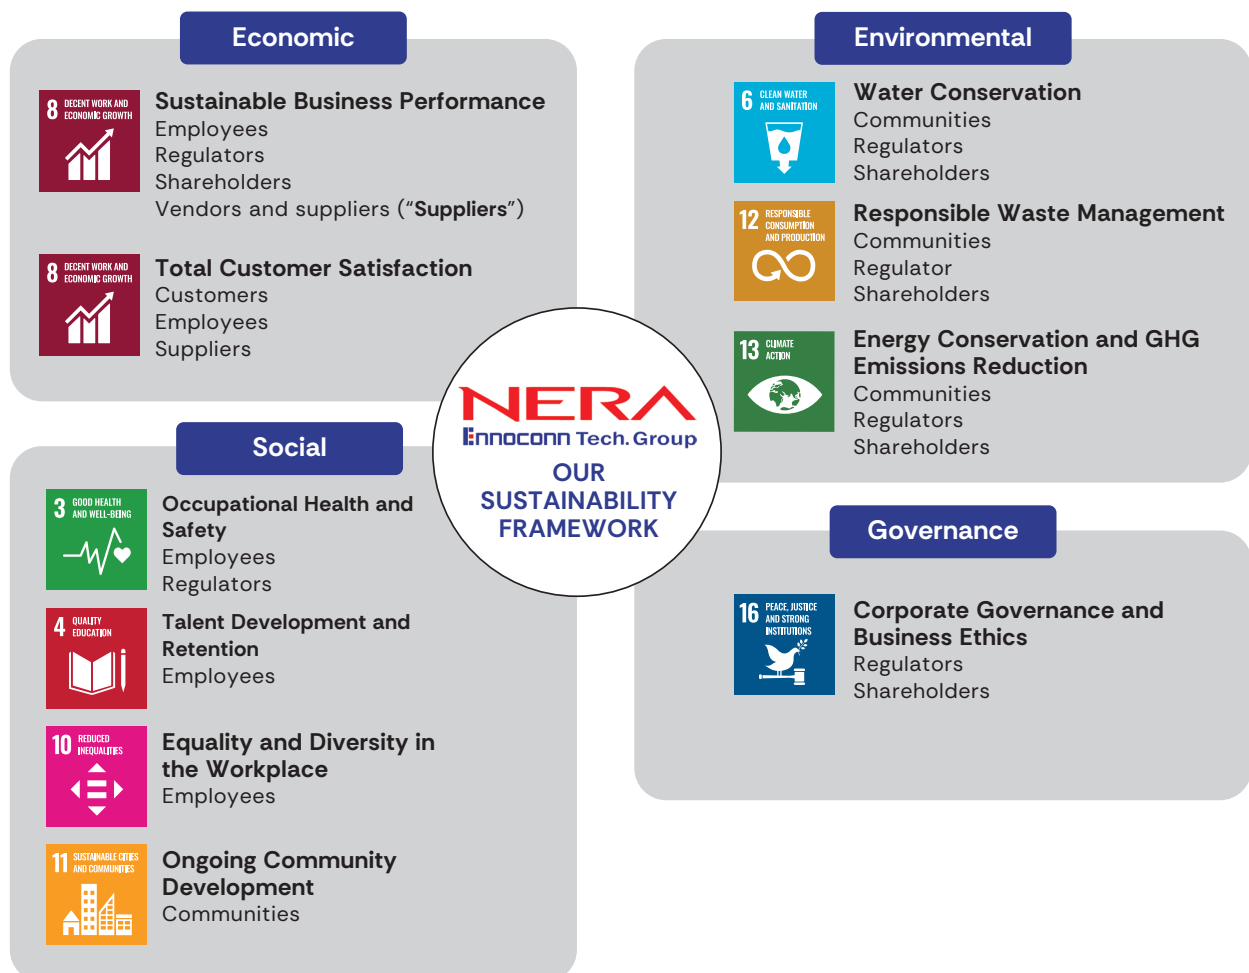 Economic
8 DECENT WORK AND
ECONOMIC GROWTH
Sustainable Business Performance
Employees
Regulators
Shareholders
Vendors and suppliers (“Suppliers”)
8 DECENT WORK AND
ECONOMIC GROWTH
Total Customer Satisfaction
Customers
Employees
Suppliers
Environmental
6 CLEAN WATER
AND SANITATION
Water Conservation
Communities
Regulators
Shareholders
12 RESPONSIBLE
CONSUMPTION
AND PRODUCTION
Responsible Waste Management
Communities
Regulator
Shareholders
13 CLIMATE
ACTION
Energy Conservation and GHG
Emissions Reduction
Communities
Regulators
Shareholders
NERA
Ennoconn Tech. Group
OUR
SUSTAINABILITY
FRAMEWORK
Social
3 GOOD HEALTH
AND WELL-BEING
Occupational Health and
Safety
Employees
Regulators
4 QUALITY
EDUCATION
Talent Development and
Retention
Employees
10 REDUCED
INEQUALITIES
Equality and Diversity in
the Workplace
Employees
11 SUSTAINABLE CITIES
AND COMMUNITIES
Ongoing Community
Development
Communities
Governance
16 PEACE, JUSTICE
AND STRONG
INSTITUTIONS
Corporate Governance and
Business Ethics
Regulators
Shareholders